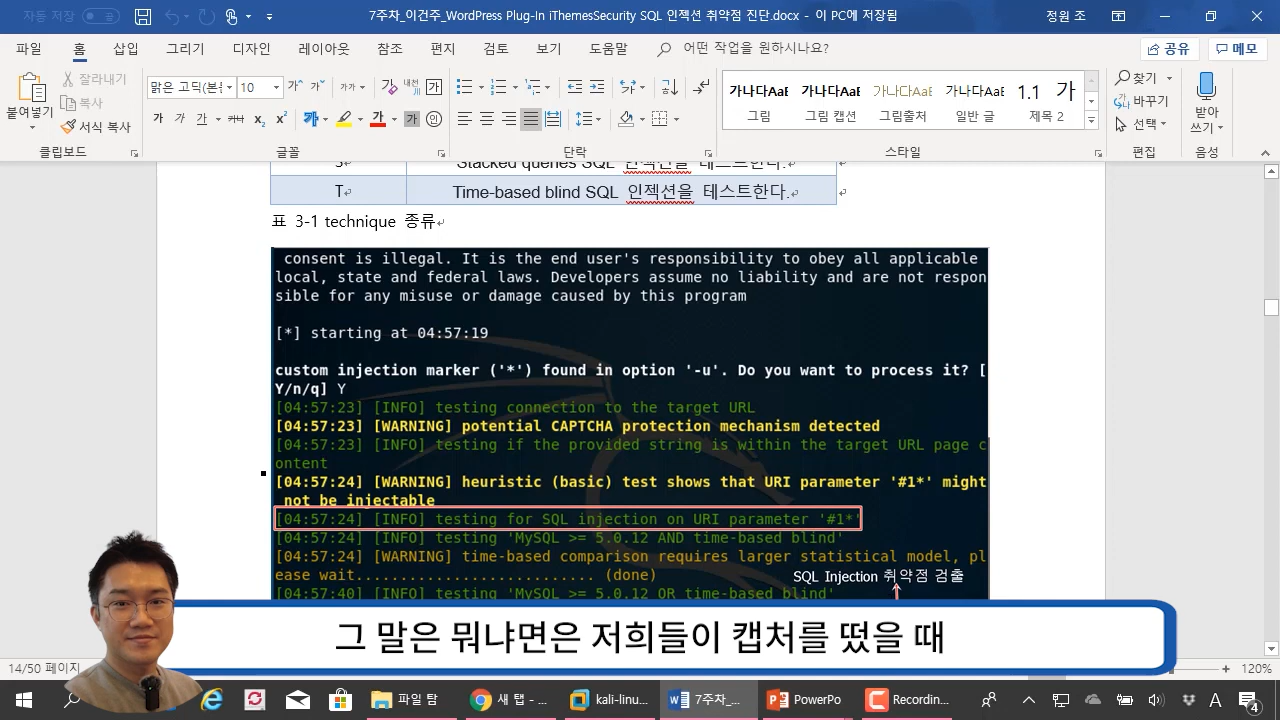 자동 저장
7주차_이건주_WordPress Plug-In iThemesSecurity SQL 인젝션 취약점 진단.docx - 이 PC에 저장됨
정원 조
파일 홈 삽입 그리기 디자인 레이아웃 참조 편지 검토 보기 도움말 어떤 작업을 원하시나요? 공유 메모
붙여넣기
잘라내기
복사
서식 복사
클립보드
맑은 고딕(본 10
글꼴
단락
가나다AaB 가나다AaB 가나다AaB 가나다AaB 1.1 가
그림 그림 캡션 그림출처 일반 글 제목 2
스타일
찾기
바꾸기
선택
편집
받아
쓰기
음성
S Stacked queries SQL 인젝션을 테스트한다.
T Time-based blind SQL 인젝션을 테스트한다.
표 3-1 technique 종류
consent is illegal. It is the end user's responsibility to obey all applicable
local, state and federal laws. Developers assume no liability and are not respon
sible for any misuse or damage caused by this program
[*] starting at 04:57:19
custom injection marker ('*') found in option '-u'. Do you want to process it? [
Y/n/q] Y
[04:57:23] [INFO] testing connection to the target URL
[04:57:23] [WARNING] potential CAPTCHA protection mechanism detected
[04:57:23] [INFO] testing if the provided string is within the target URL page c
ontent
[04:57:24] [WARNING] heuristic (basic) test shows that URI parameter '#1*' might
not be injectable
[04:57:24] [INFO] testing for SQL injection on URI parameter '#1*'
[04:57:24] [INFO] testing 'MySQL >= 5.0.12 AND time-based blind'
[04:57:24] [WARNING] time-based comparison requires larger statistical model, pl
ease wait........................... (done)
SQL Injection 취약점 검출
[04:57:40] [INFO] testing 'MySQL >= 5.0.12 OR time-based blind'
그 말은 뭐냐면은 저희들이 캡처를 떴을 때
14/50 페이지
120%
파일 탐
새 탭 -...
kali-linu...
7주차_...
PowerPo
Recordin...
A
4